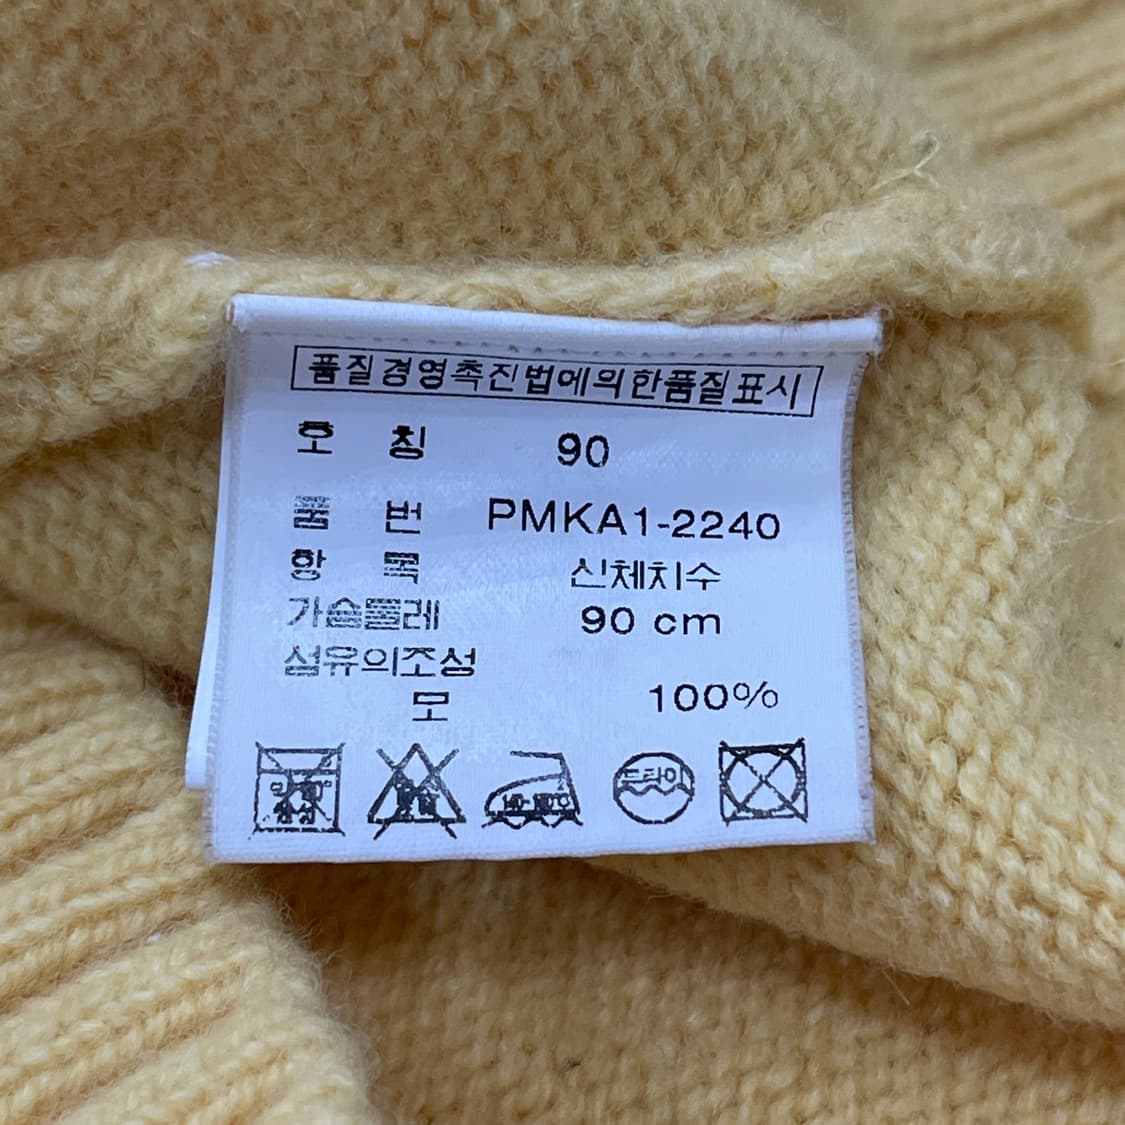 품질경영촉진법에의한품질표시
호 칭 90
품 번 PMKA1-2240
항 목 신체치수
가슴둘레 90 cm
섬유의조성
모 100%
드라이